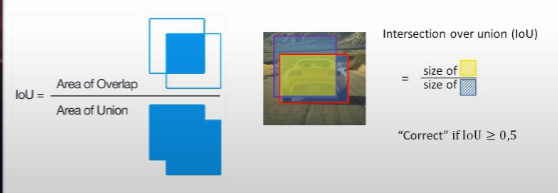 IoU =
Area of Overlap
Area of Union
Intersection over union (IoU)
=
size of
size of
“Correct” if IoU ≥ 0,5